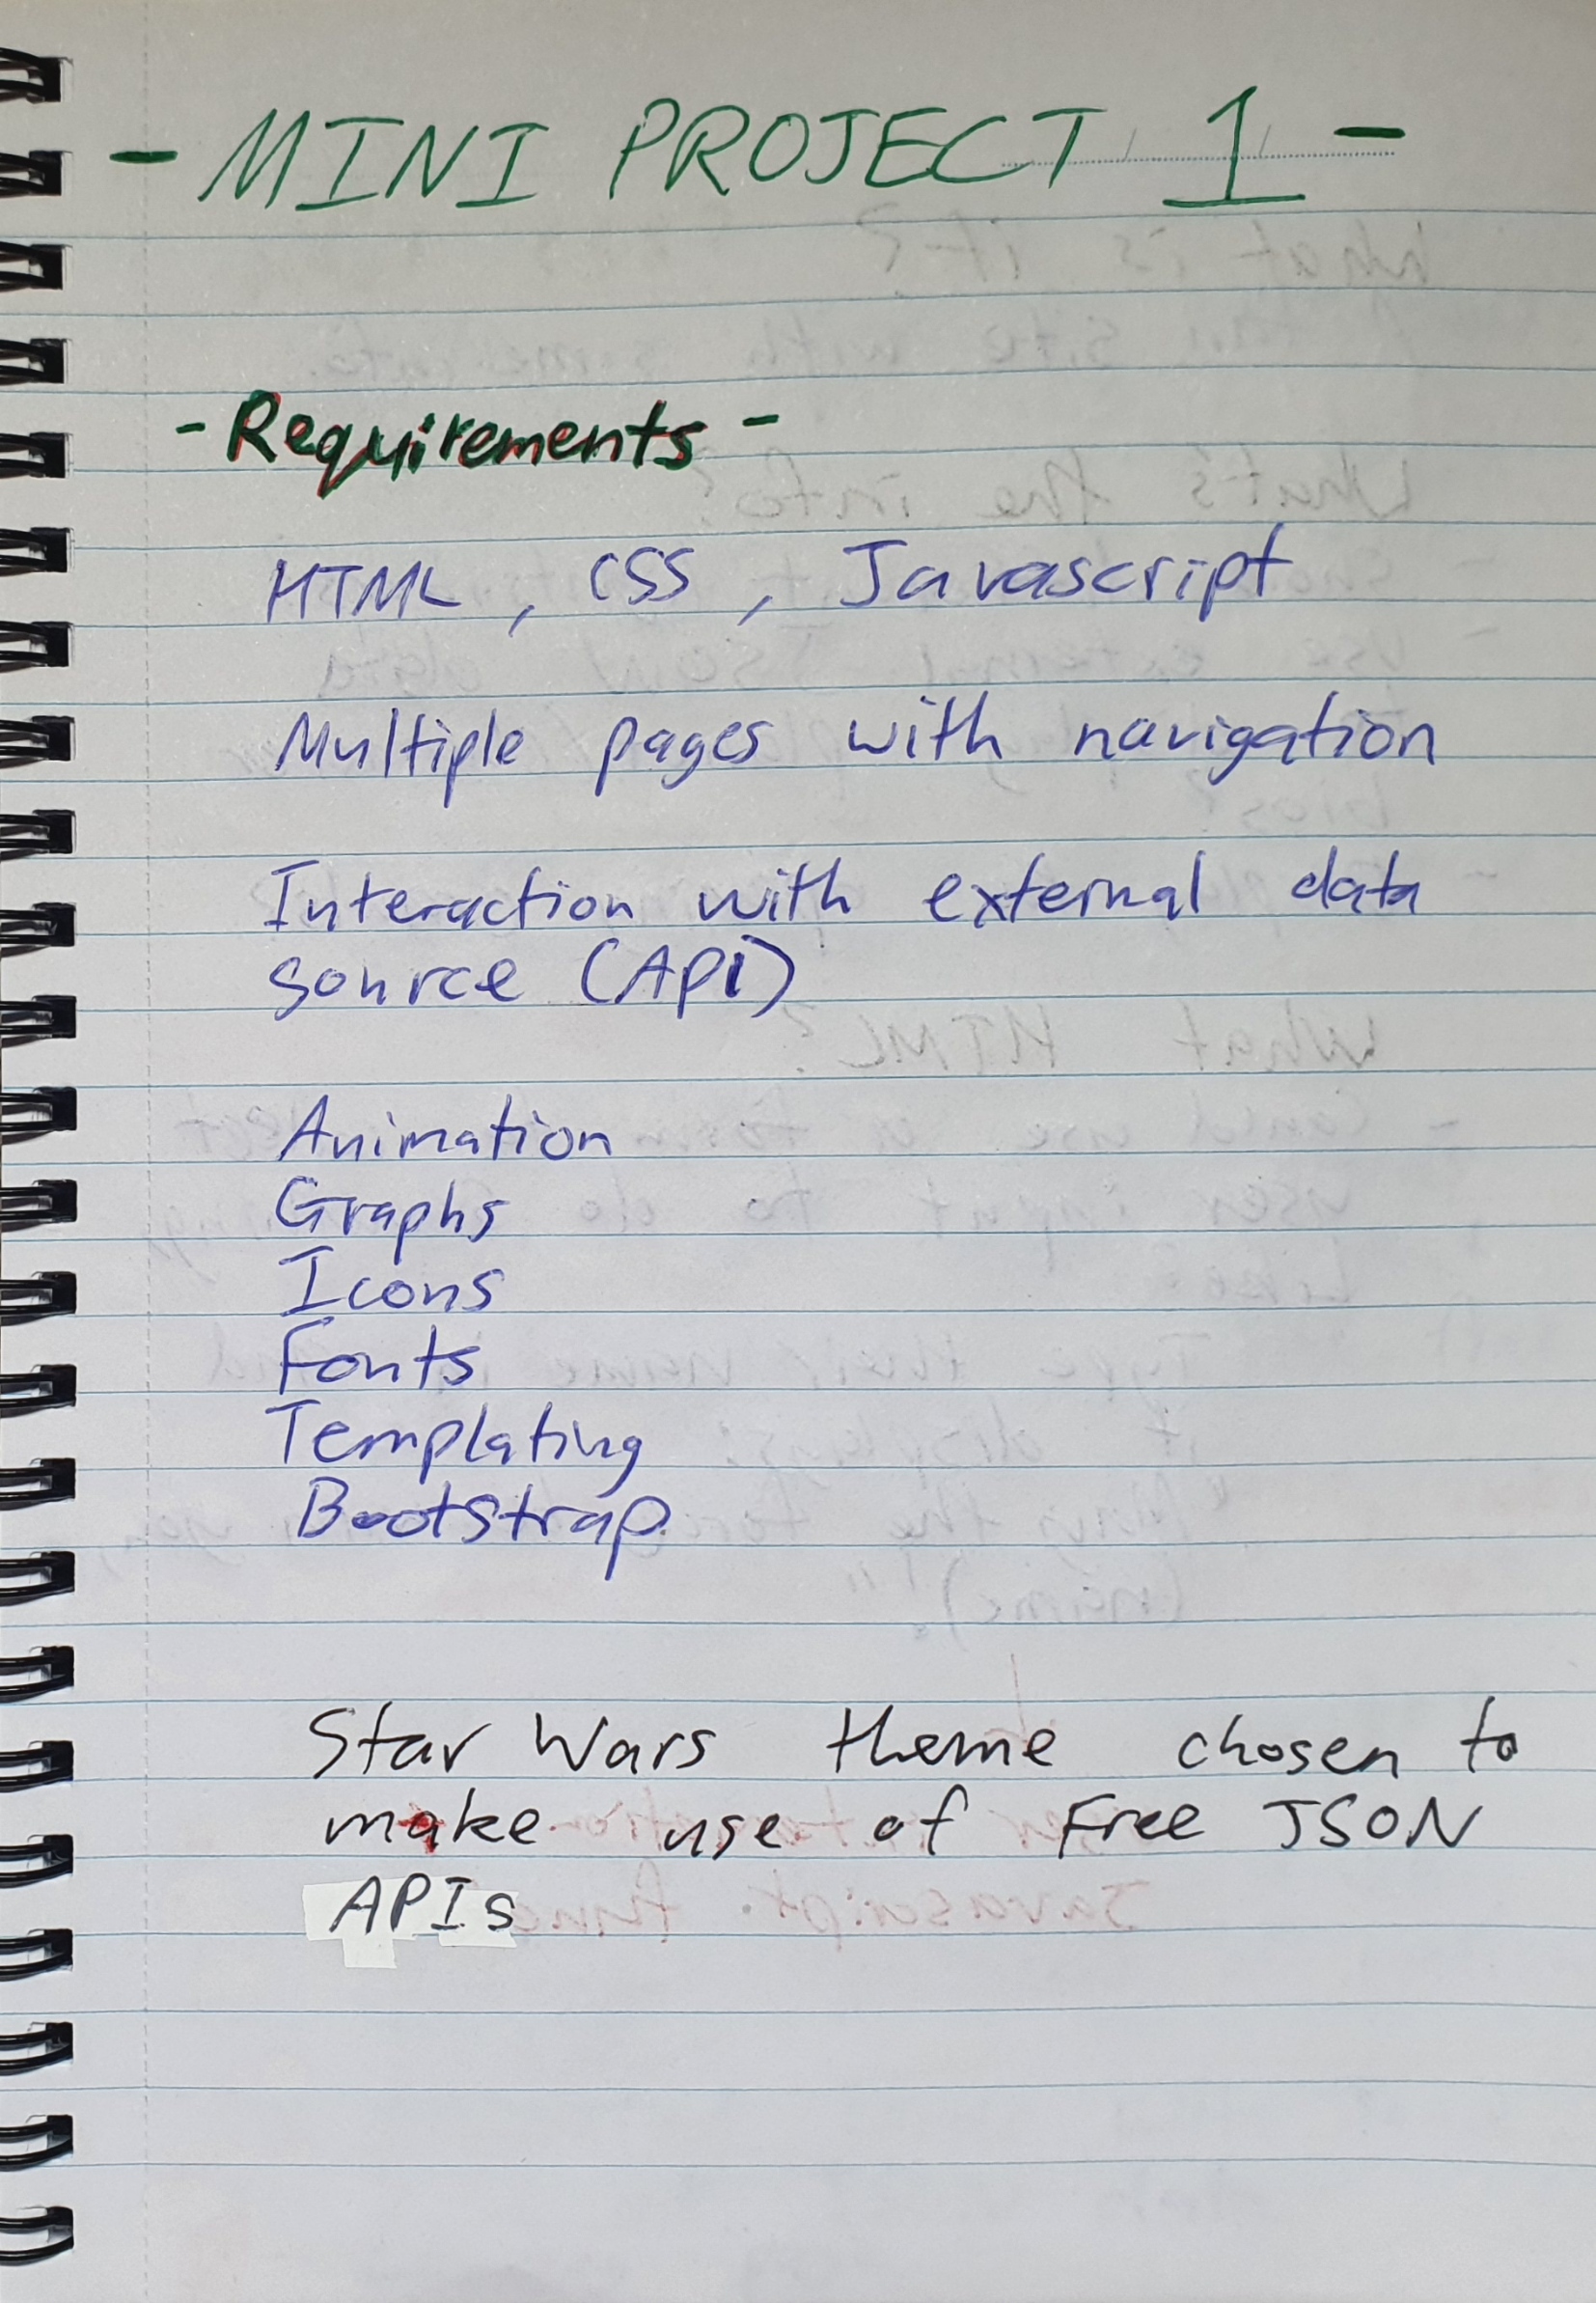 - MINI PROJECT 1 -
- Requirements -
HTML, CSS, Javascript
Multiple pages with navigation
Interaction with external data
source (APi)
Animation
Graphs
Icons
Fonts
Templating
Bootstrap
Star Wars theme chosen to
make use of free JSON
APIs